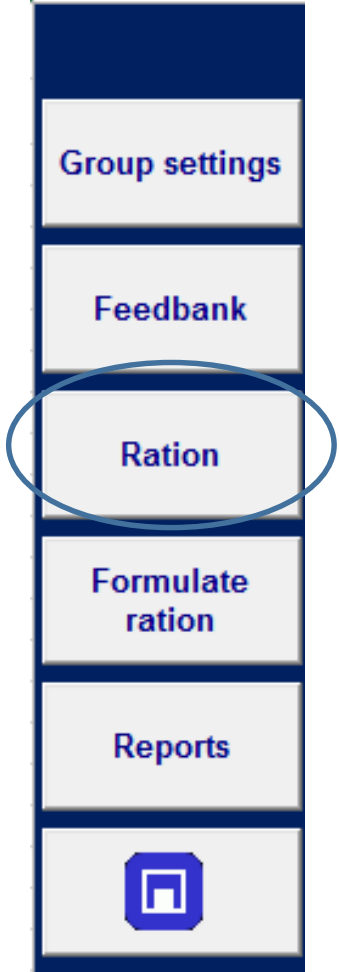 Group settings
Feedbank
Ration
Formulate
ration
Reports